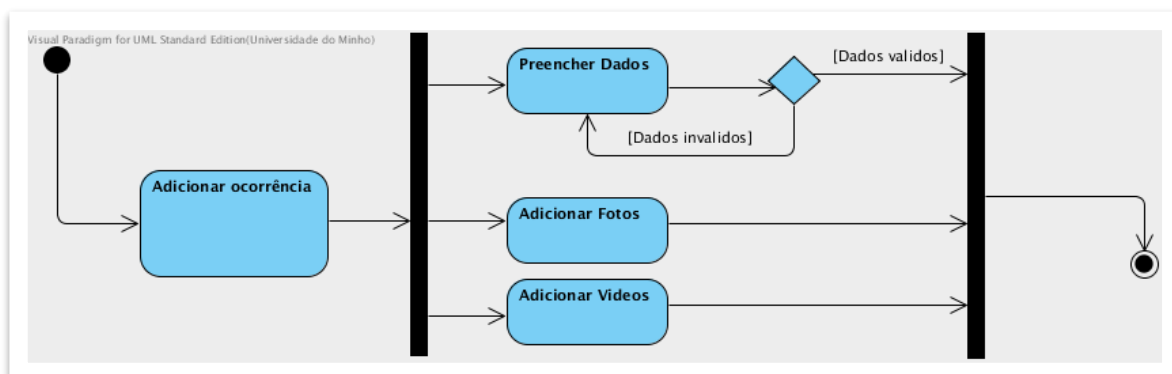 Visual Paradigm for UML Standard Edition(Universidade do Minho)
Preencher Dados
[Dados validos]
[Dados invalidos]
Adicionar ocorrência
Adicionar Fotos
Adicionar Videos